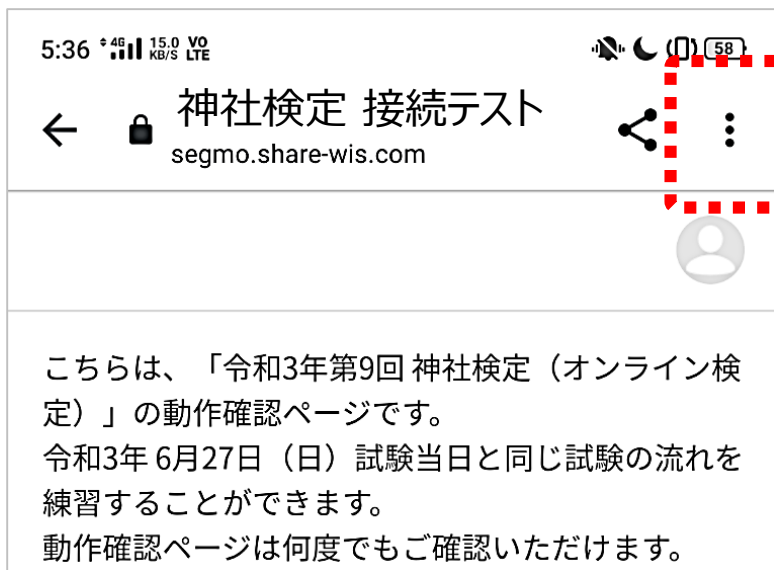 5:36 4G 15.0 KB/S VO LTE 58
神社検定 接続テスト
segmo.share-wis.com
こちらは、「令和3年第9回 神社検定（オンライン検
定）」の動作確認ページです。
令和3年 6月27日（日）試験当日と同じ試験の流れを
練習することができます。
動作確認ページは何度でもご確認いただけます。